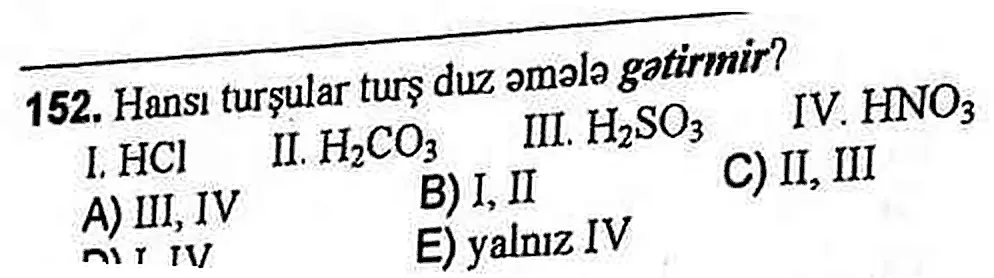 152. Hansı turşular turş duz əmələ gətirmir?
I. HCl II. H₂CO₃ III. H₂SO₃ IV. HNO₃
A) III, IV B) I, II C) II, III
D) I, IV E) yalnız IV